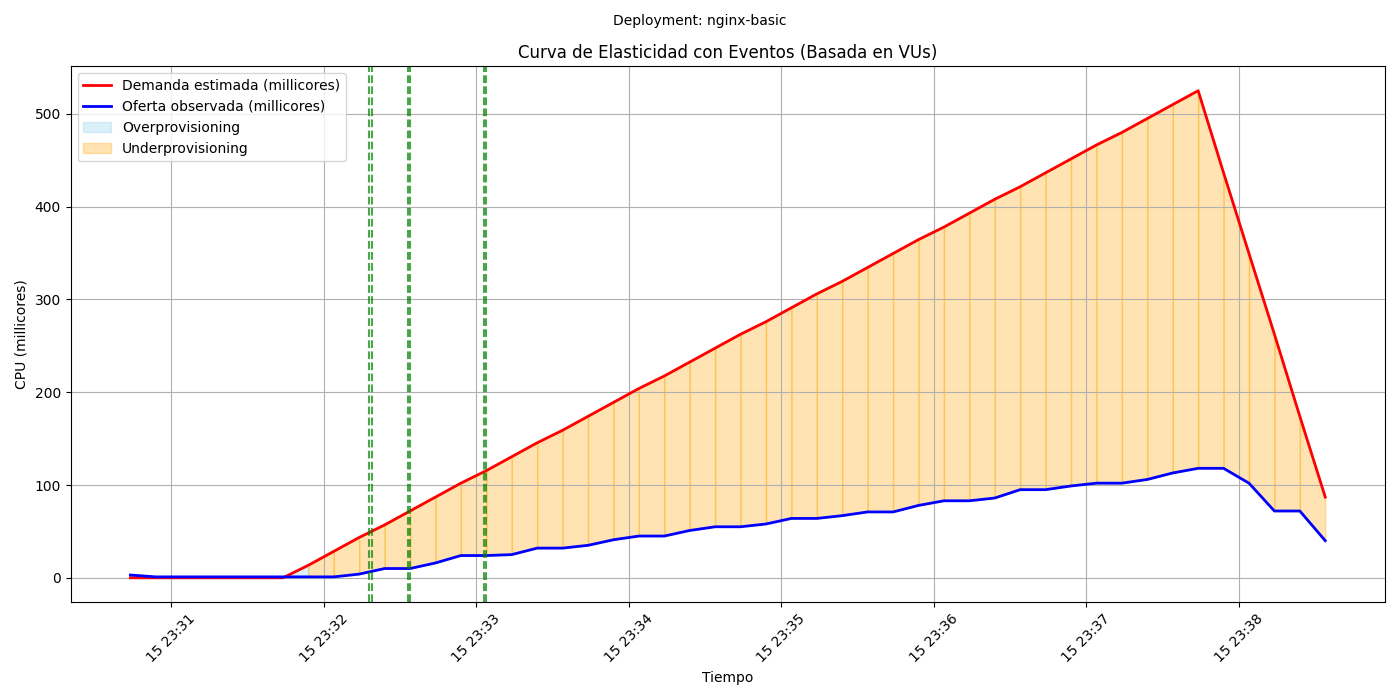 Deployment: nginx-basic
Curva de Elasticidad con Eventos (Basada en VUs)
Demanda estimada (millicores)
Oferta observada (millicores)
Overprovisioning
Underprovisioning
CPU (millicores)
500
400
300
200
100
0
15 23:31
15 23:32
15 23:33
15 23:34
15 23:35
15 23:36
15 23:37
15 23:38
Tiempo